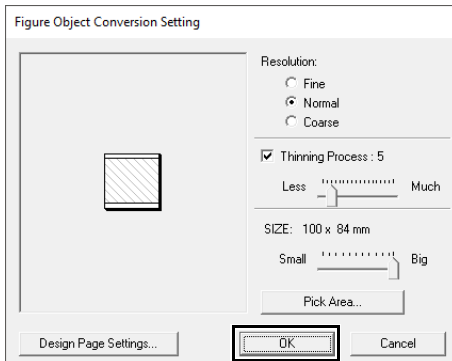 Figure Object Conversion Setting
Resolution:
Fine
Normal
Coarse
Thinning Process : 5
Less Much
SIZE: 100 x 84 mm
Small Big
Pick Area...
Design Page Settings... OK Cancel